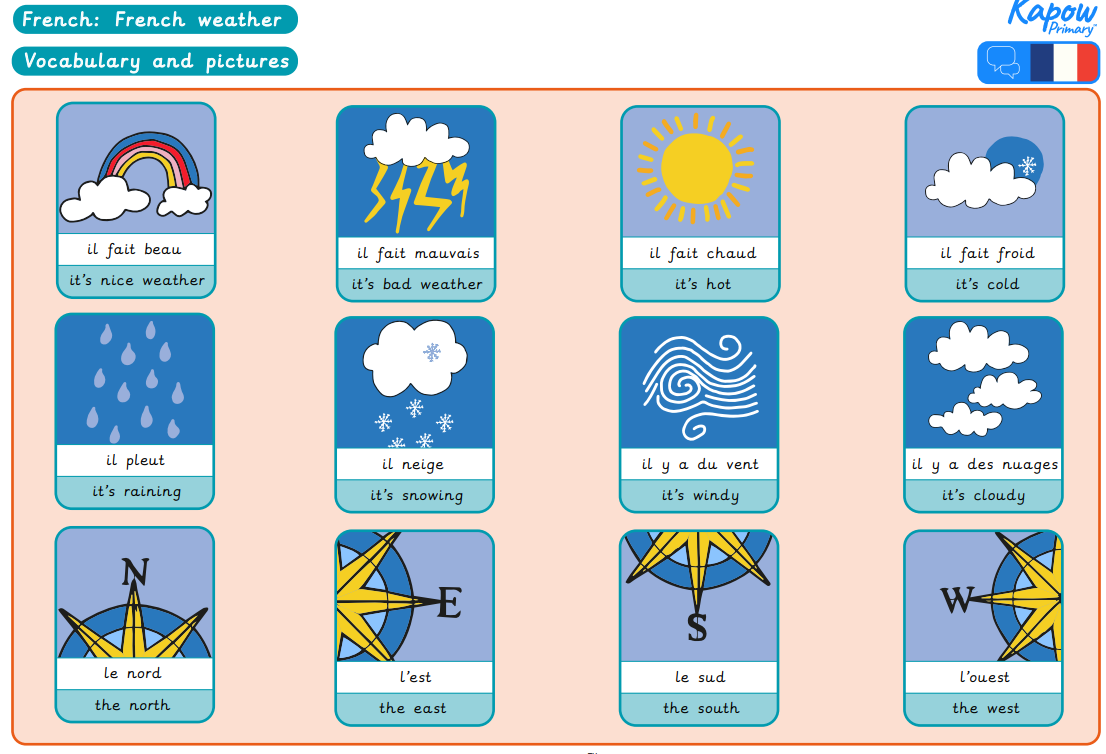 French: French weather
Kapow
Primary™
Vocabulary and pictures
il fait beau
it's nice weather
il fait mauvais
it's bad weather
il fait chaud
it's hot
il fait froid
it's cold
il pleut
it's raining
il neige
it's snowing
il y a du vent
it's windy
il y a des nuages
it's cloudy
N
le nord
the north
E
l'est
the east
S
le sud
the south
W
l'ouest
the west